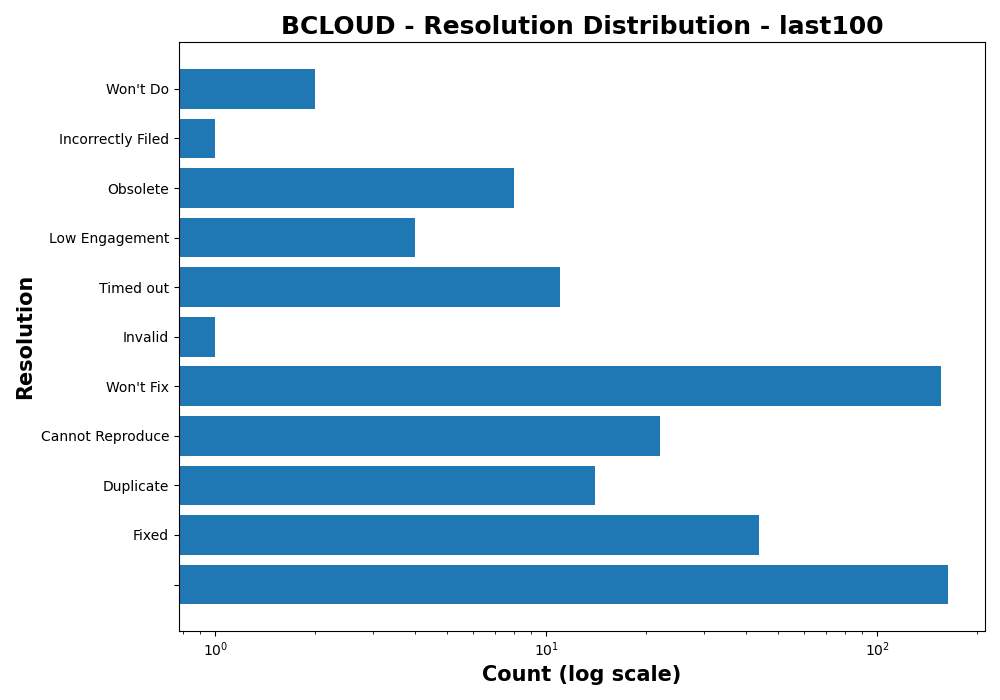 BCLOUD - Resolution Distribution - last100
Won't Do
Incorrectly Filed
Obsolete
Low Engagement
Timed out
Invalid
Won't Fix
Cannot Reproduce
Duplicate
Fixed
Resolution
10⁰ 10¹ 10²
Count (log scale)